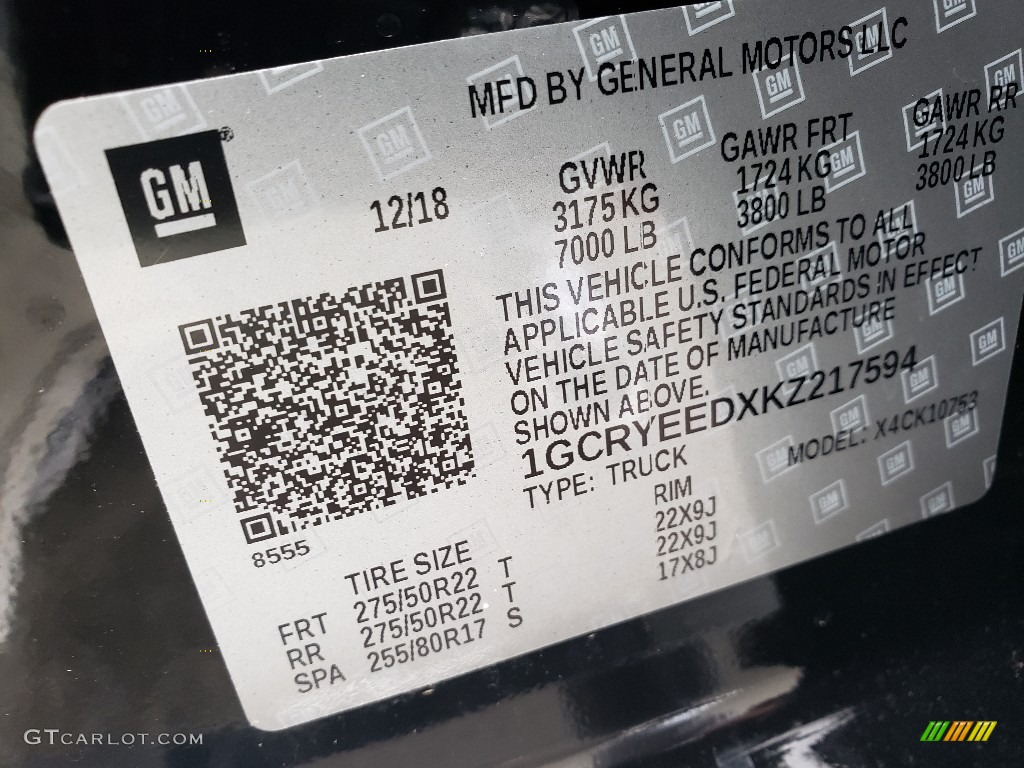 MFD BY GENERAL MOTORS LLC
GM®
12/18
GVWR GAWR FRT GAWR RR
3175 KG 1724 KG 1724 KG
7000 LB 3800 LB 3800 LB
THIS VEHICLE CONFORMS TO ALL
APPLICABLE U.S. FEDERAL MOTOR
VEHICLE SAFETY STANDARDS IN EFFECT
ON THE DATE OF MANUFACTURE
SHOWN ABOVE.
1GCRYEEDXKZ217594
TYPE: TRUCK MODEL: X4CK10753
8555
TIRE SIZE RIM
FRT 275/50R22 T 22X9J
RR 275/50R22 T 22X9J
SPA 255/80R17 S 17X8J
GTCARLOT.COM